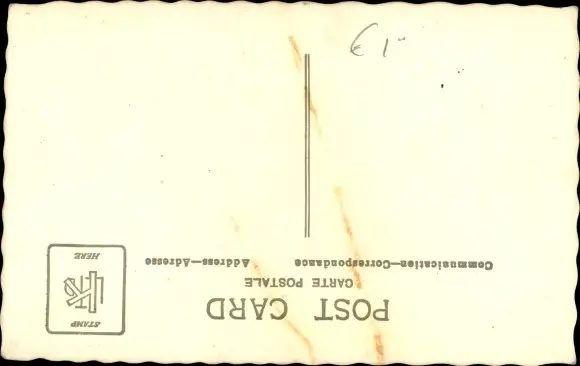 POST CARD
CARTE POSTALE
Communication—Correspondance
Address—Adresse
STAMP
HERE
€1-